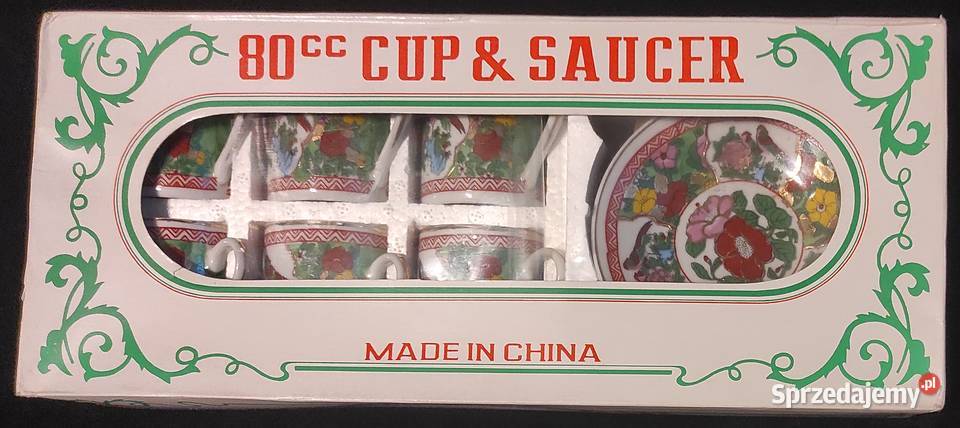 80cc CUP & SAUCER
MADE IN CHINA
Sprzedajemy.pl